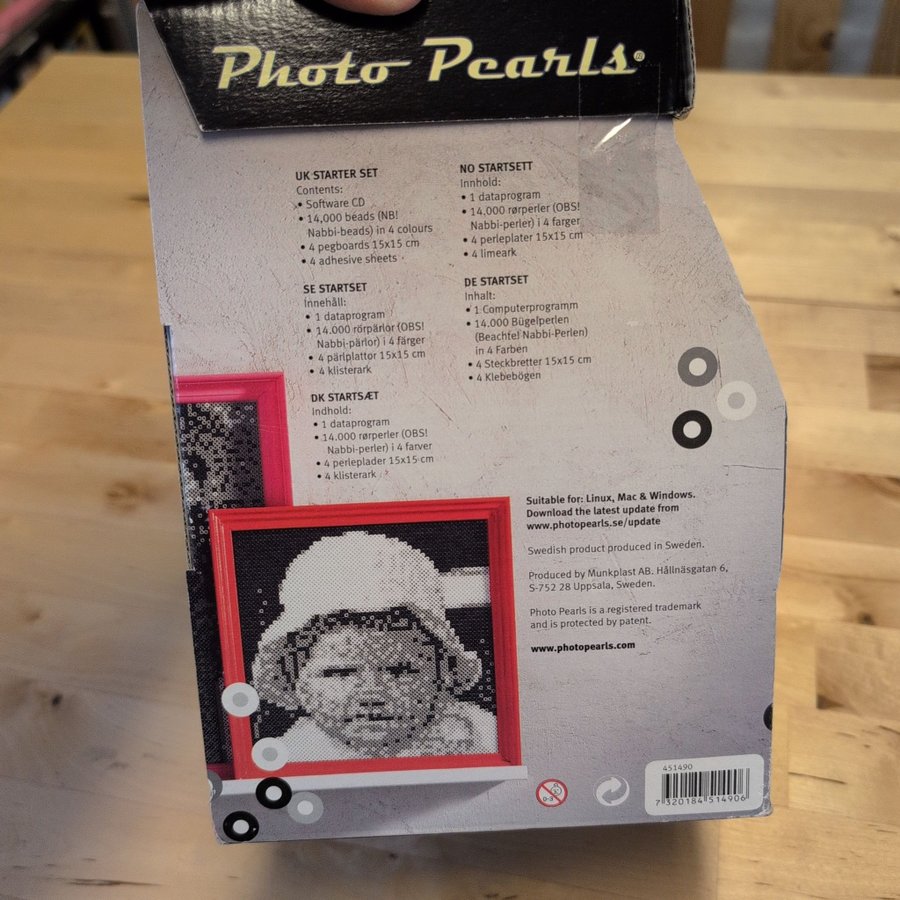 Photo Pearls®
UK STARTER SET
Contents:
• Software CD
• 14,000 beads (NB!
Nabbi-beads) in 4 colours
• 4 pegboards 15x15 cm
• 4 adhesive sheets
SE STARTSET
Innehåll:
• 1 dataprogram
• 14.000 rörpärlor (OBS!
Nabbi-pärlor) i 4 färger
• 4 pärlplattor 15x15 cm
• 4 klisterark
DK STARTSÆT
Indhold:
• 1 dataprogram
• 14.000 rørperler (OBS!
Nabbi-perler) i 4 farver
• 4 perleplader 15x15 cm
• 4 klisterark
NO STARTSETT
Innhold:
• 1 dataprogram
• 14.000 rørperler (OBS!
Nabbi-perler) i 4 farger
• 4 perleplater 15x15 cm
• 4 limeark
DE STARTSET
Inhalt:
• 1 Computerprogramm
• 14.000 Bügelperlen
(Beachtel Nabbi-Perlen)
in 4 Farben
• 4 Steckbretter 15x15 cm
• 4 Klebebögen
Suitable for: Linux, Mac & Windows.
Download the latest update from
www.photopearls.se/update
Swedish product produced in Sweden.
Produced by Munkplast AB. Hållnäsgatan 6,
S-752 28 Uppsala, Sweden.
Photo Pearls is a registered trademark
and is protected by patent.
www.photopearls.com
0-3
451490
7 320184 514906